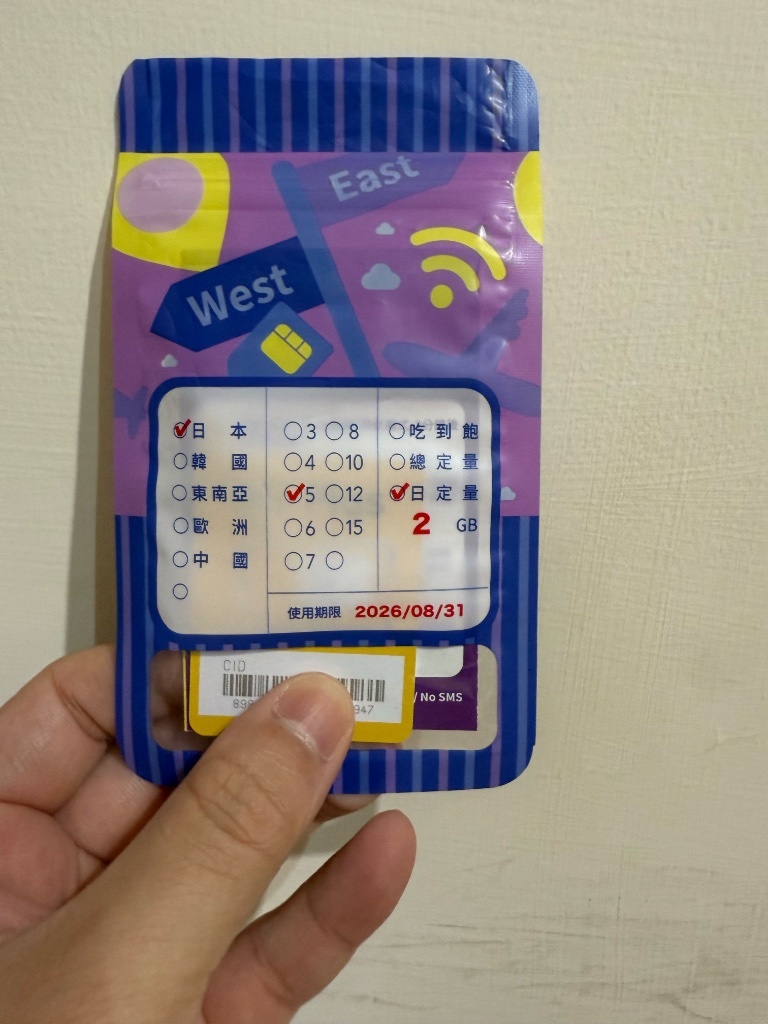 East
West
日本
韓國
東南亞
歐洲
中國
3 8
4 10
5 12
6 15
7
吃到飽
總定量
日定量
2 GB
使用期限 2026/08/31
CID
/ No SMS